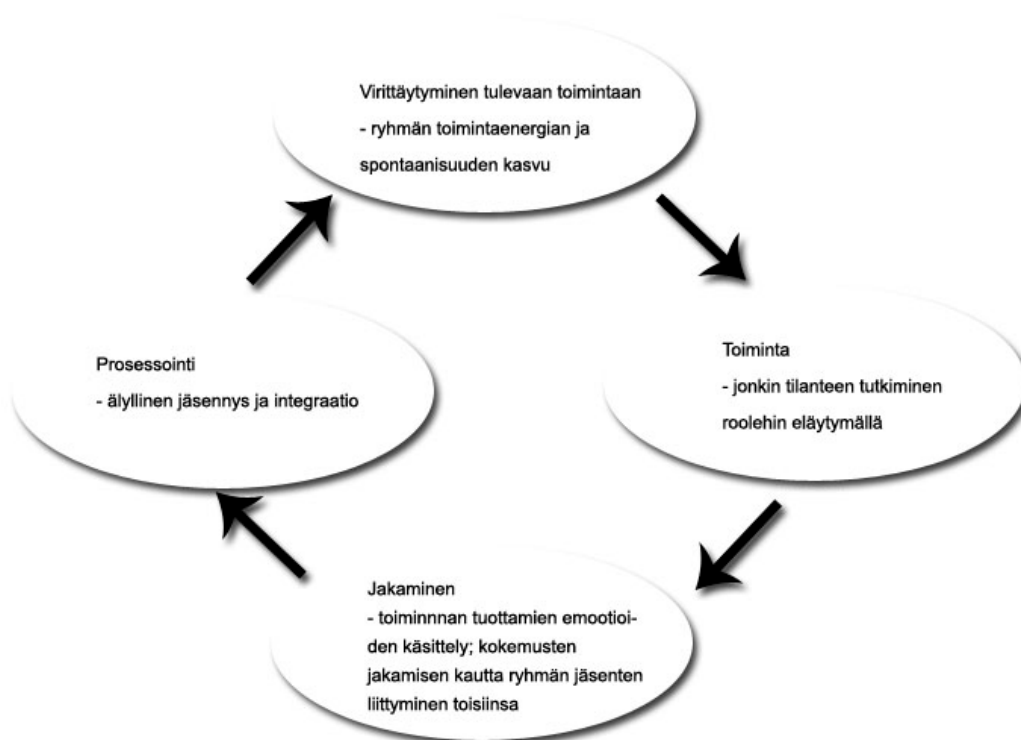 Virittäytyminen tulevaan toimintaan
- ryhmän toimintaenergian ja
spontaanisuuden kasvu
Toiminta
- jonkin tilanteen tutkiminen
roolehin eläytymällä
Jakaminen
- toiminnnan tuottamien emootioi-
den käsittely; kokemusten
jakamisen kautta ryhmän jäsenten
liittyminen toisiinsa
Prosessointi
- älyllinen jäsennys ja integraatio